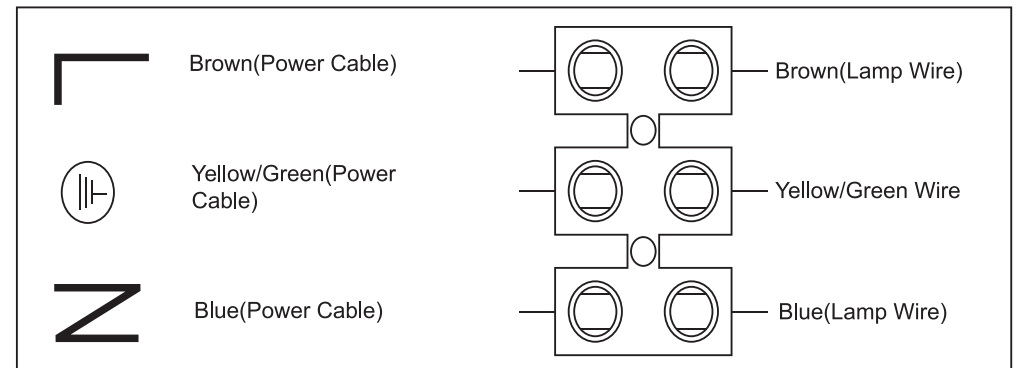 L Brown(Power Cable) Brown(Lamp Wire)
Yellow/Green(Power
Cable) Yellow/Green Wire
N Blue(Power Cable) Blue(Lamp Wire)